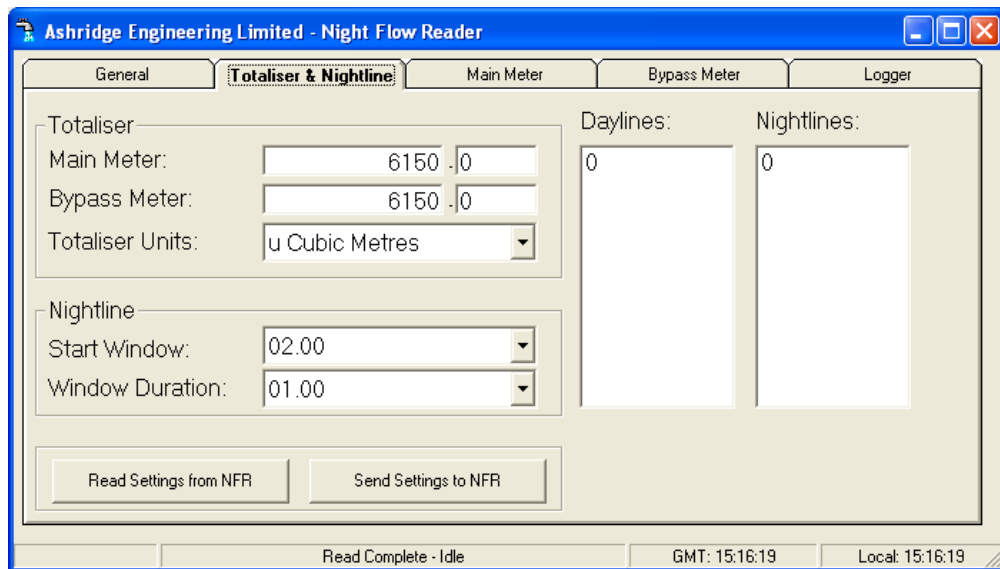 Ashridge Engineering Limited - Night Flow Reader
General Totaliser & Nightline Main Meter Bypass Meter Logger
Totaliser
Main Meter: 6150 . 0
Bypass Meter: 6150 . 0
Totaliser Units: u Cubic Metres
Nightline
Start Window: 02.00
Window Duration: 01.00
Read Settings from NFR Send Settings to NFR
Daylines: Nightlines:
0 0
Read Complete - Idle GMT: 15:16:19 Local: 15:16:19